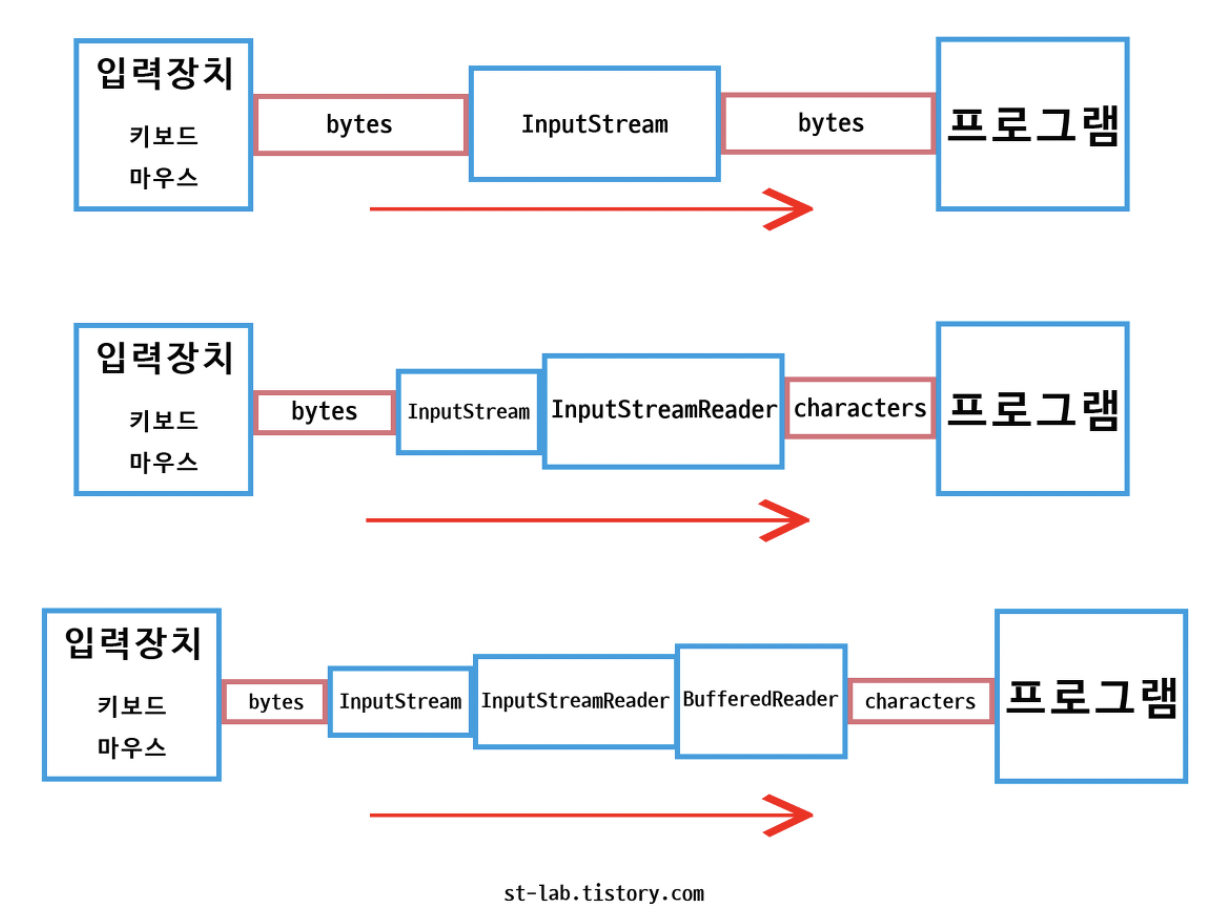 입력장치
키보드
마우스
bytes
InputStream
bytes
프로그램
입력장치
키보드
마우스
bytes
InputStream
InputStreamReader
characters
프로그램
입력장치
키보드
마우스
bytes
InputStream
InputStreamReader
BufferedReader
characters
프로그램
st-lab.tistory.com